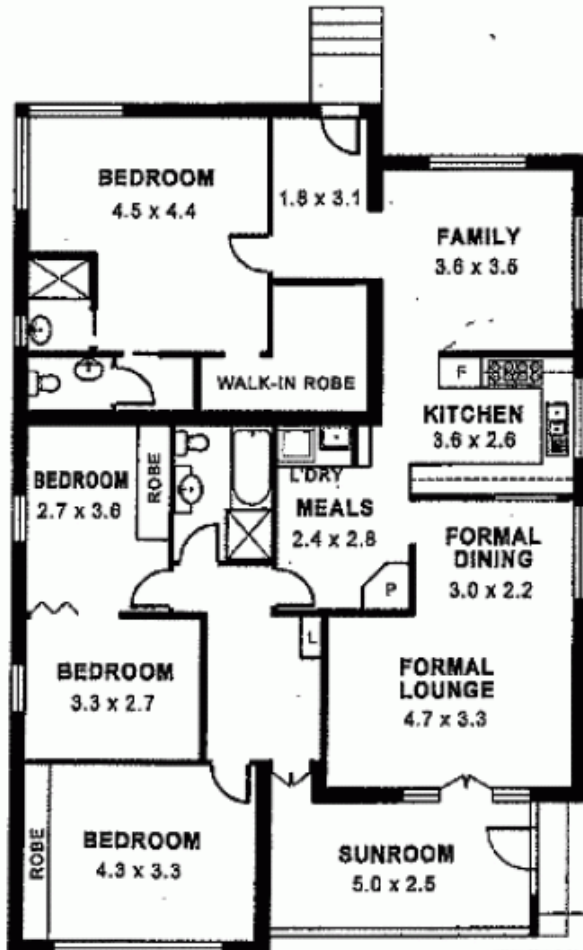 BEDROOM
4.5 x 4.4
1.8 x 3.1
FAMILY
3.6 x 3.5
WALK-IN ROBE
F
KITCHEN
3.6 x 2.6
BEDROOM
2.7 x 3.6
ROBE
L'DRY
MEALS
2.4 x 2.8
P
FORMAL
DINING
3.0 x 2.2
L
BEDROOM
3.3 x 2.7
FORMAL
LOUNGE
4.7 x 3.3
ROBE
BEDROOM
4.3 x 3.3
SUNROOM
5.0 x 2.5